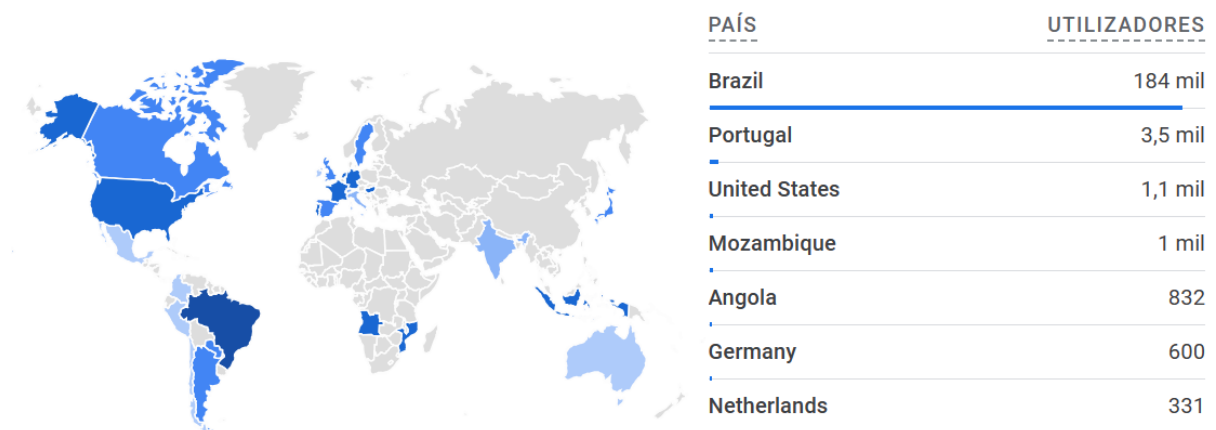 PAÍS UTILIZADORES
Brazil 184 mil
Portugal 3,5 mil
United States 1,1 mil
Mozambique 1 mil
Angola 832
Germany 600
Netherlands 331